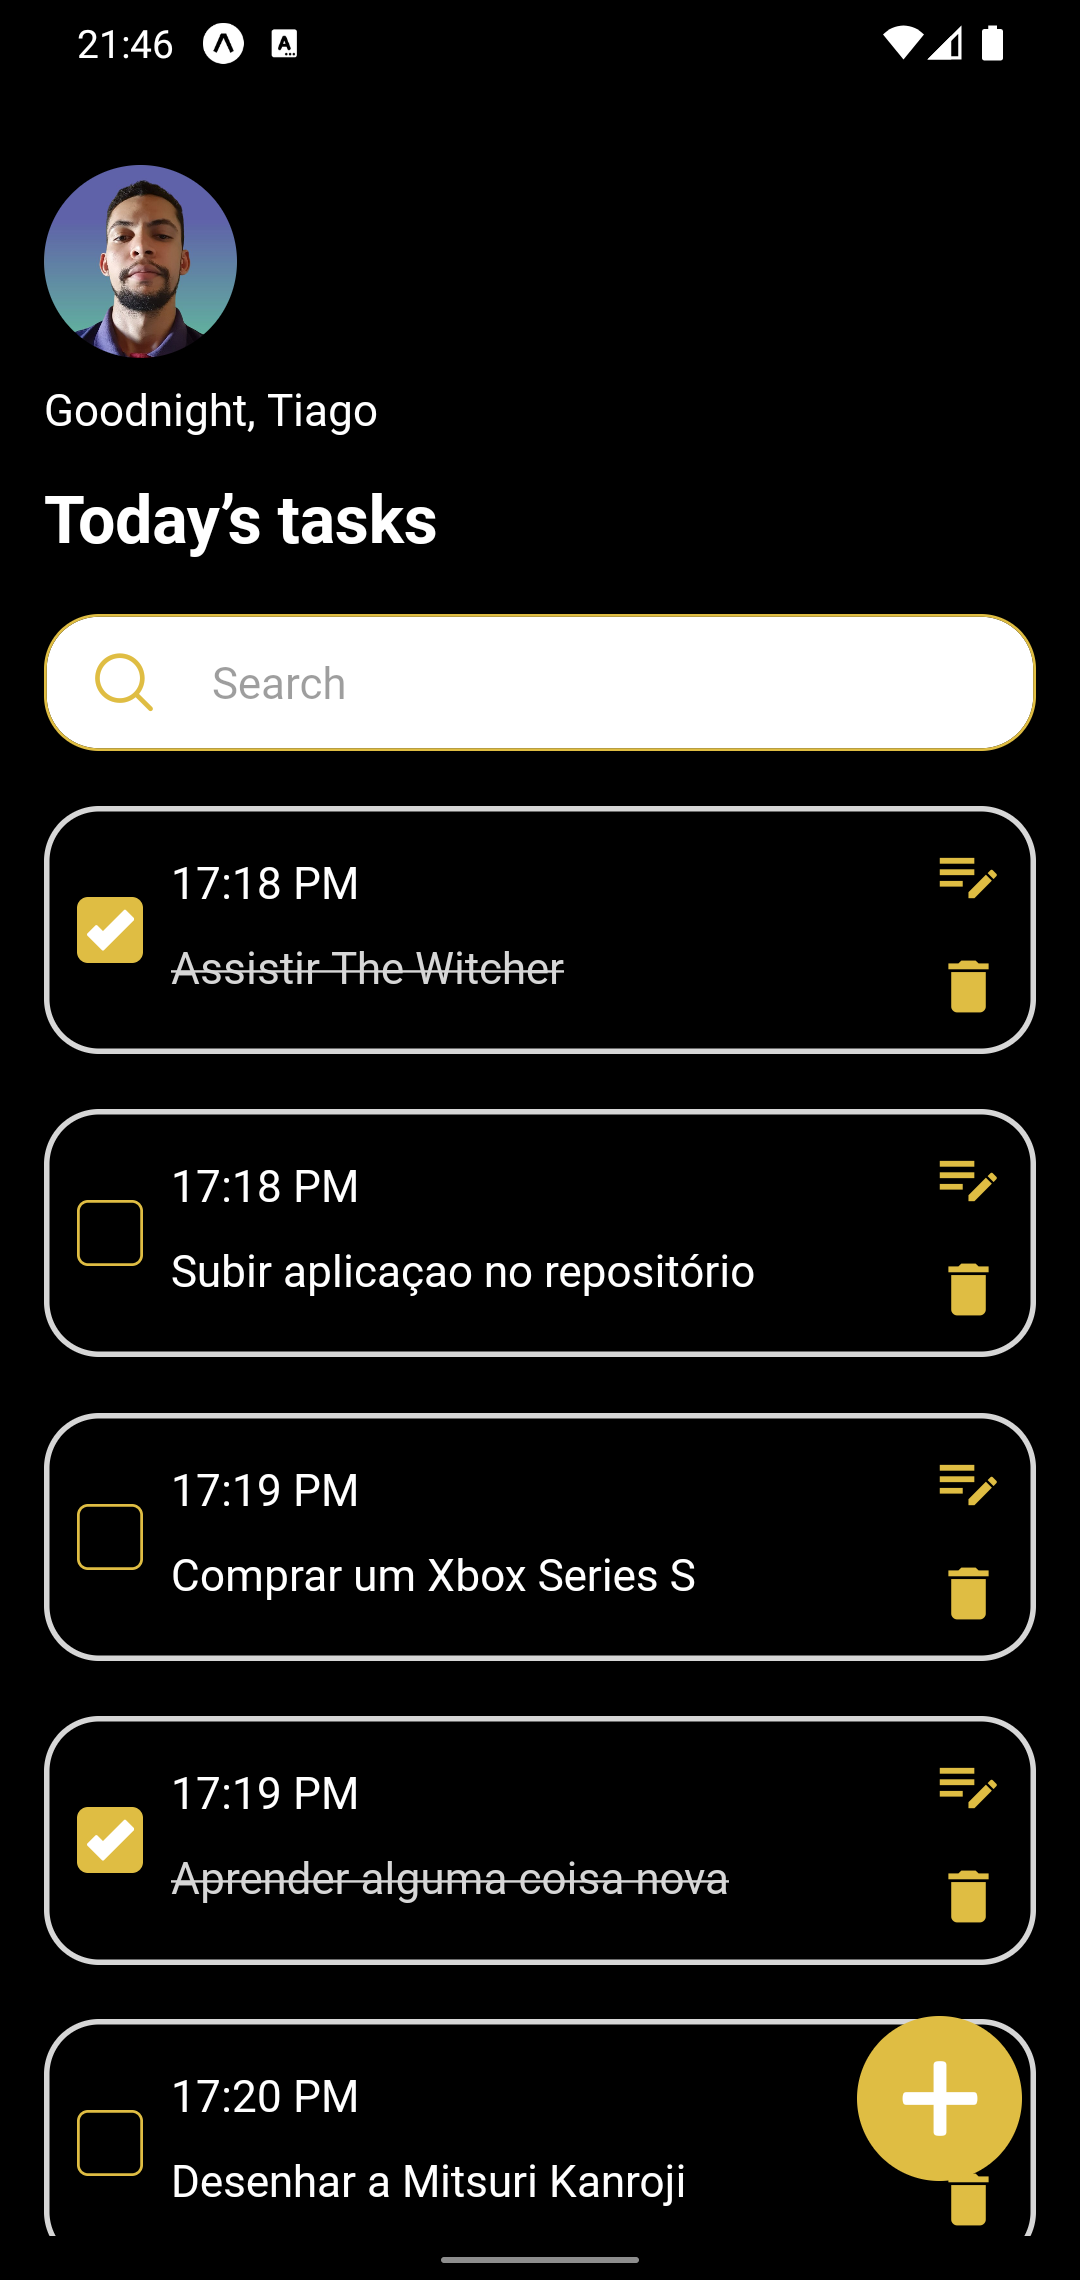 21:46
Goodnight, Tiago
Today’s tasks
Search
17:18 PM
Assistir The Witcher
17:18 PM
Subir aplicaçao no repositório
17:19 PM
Comprar um Xbox Series S
17:19 PM
Aprender alguma coisa nova
17:20 PM
Desenhar a Mitsuri Kanroji